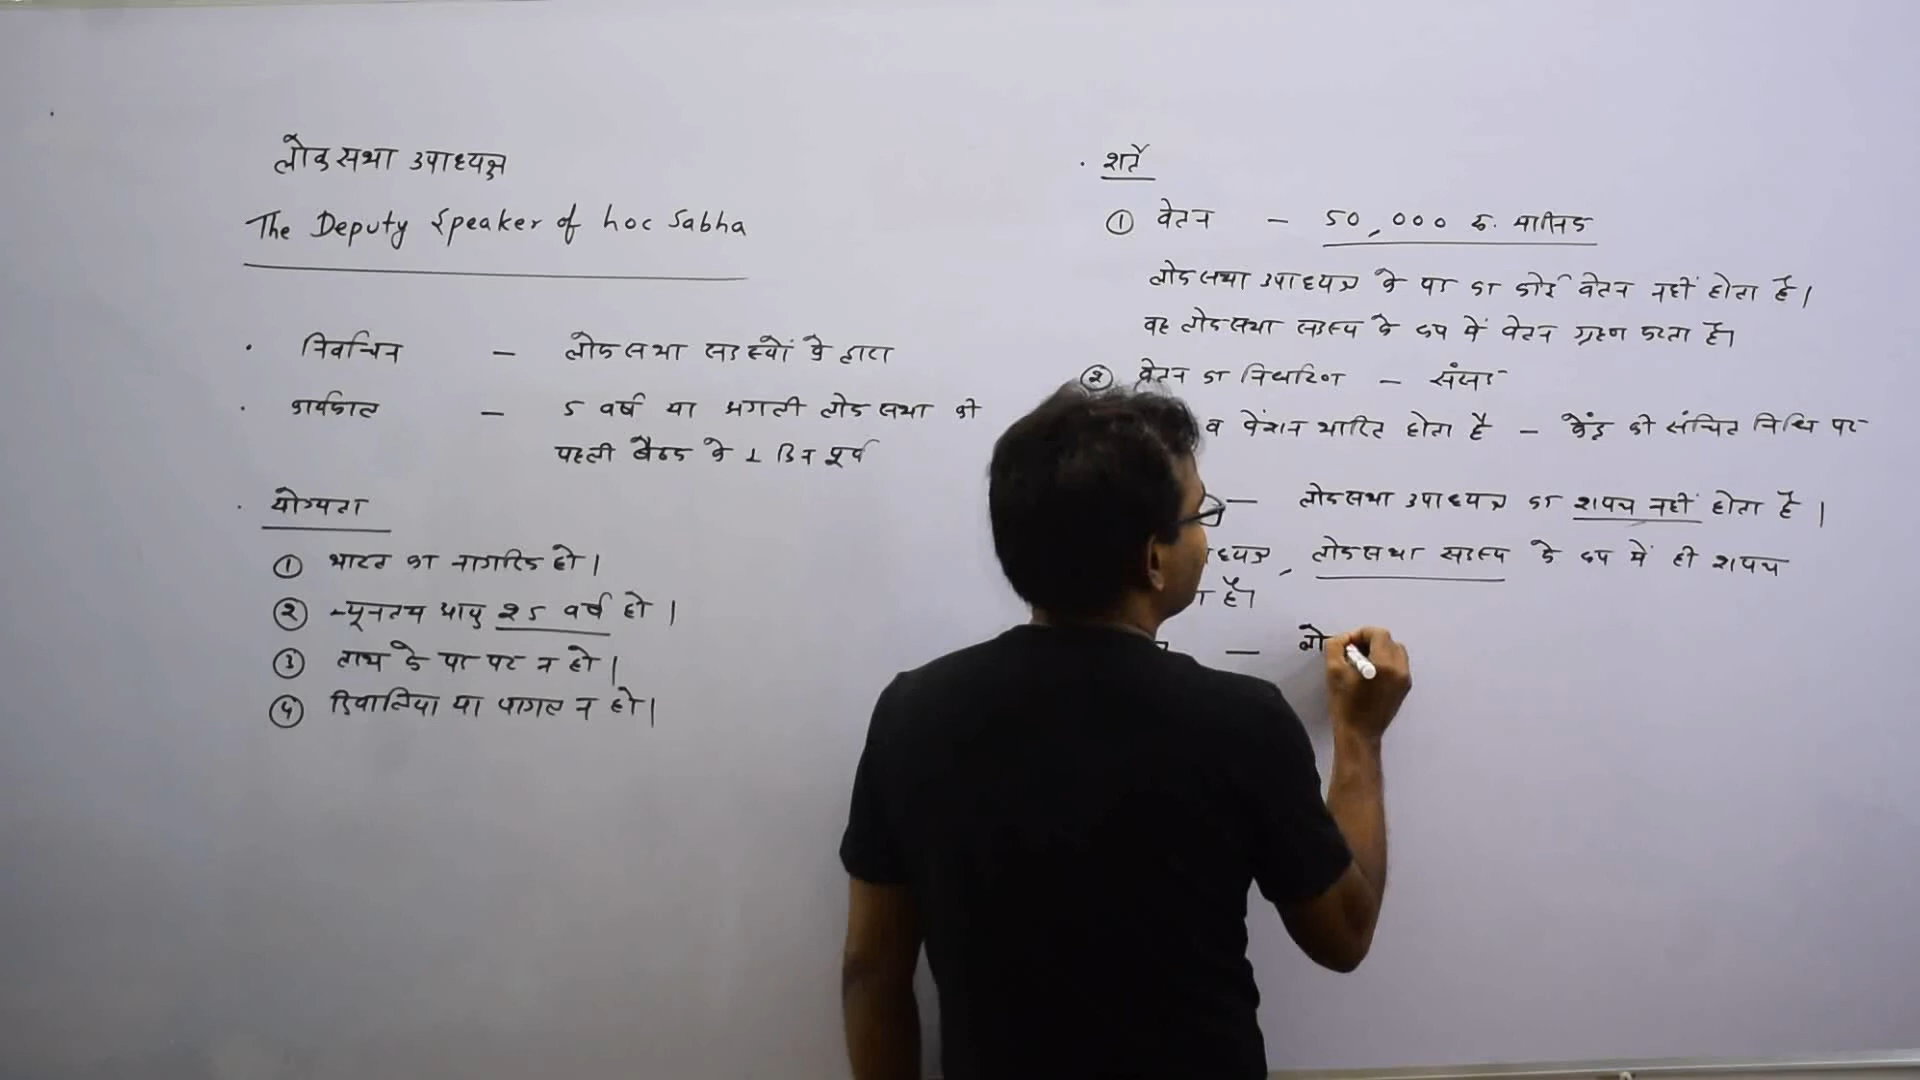 लोकसभा उपाध्यक्ष
The Deputy Speaker of Loc Sabha
· निर्वाचन — लोकसभा सदस्यों के द्वारा
· कार्यकाल — 5 वर्ष या अगली लोकसभा की
पहली बैठक के 1 दिन पूर्व
· योग्यता
① भारत का नागरिक हो।
② न्यूनतम आयु 25 वर्ष हो।
③ लाभ के पद पर न हो।
④ दिवालिया या पागल न हो।
· शर्तें
① वेतन — 50,000 रु. मासिक
लोकसभा उपाध्यक्ष के पद का कोई वेतन नहीं होता है।
वह लोकसभा सदस्य के रूप में वेतन ग्रहण करता है।
② वेतन का निर्धारण — संसद
व पेंशन भारित होता है — केंद्र की संचित निधि पर
— लोकसभा उपाध्यक्ष का शपथ नहीं होता है।
, लोकसभा सदस्य के रूप में ही शपथ
है।
— लो